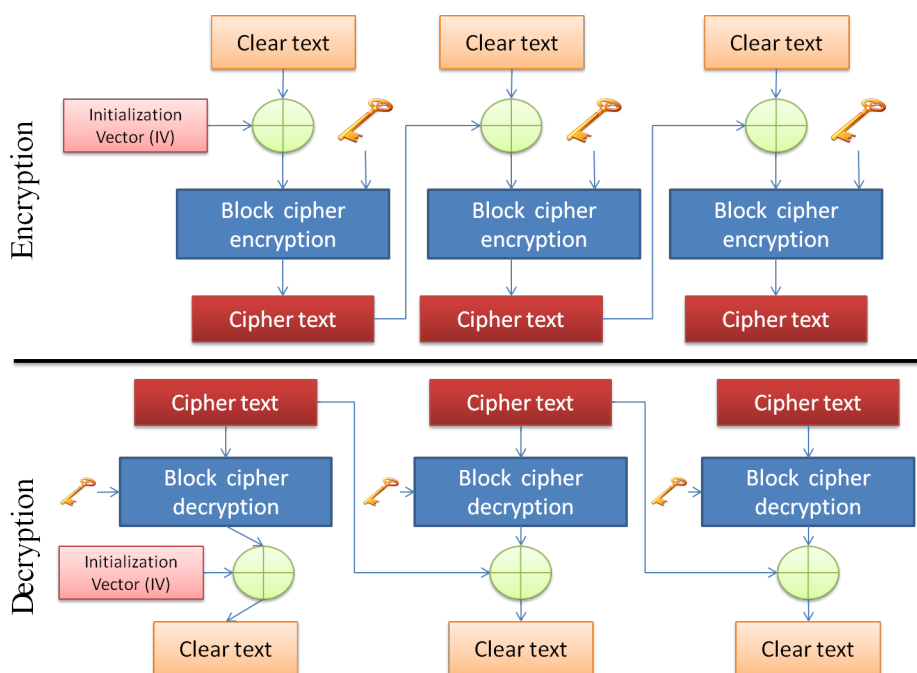 Encryption
Clear text
Clear text
Clear text
Initialization
Vector (IV)
Block cipher
encryption
Block cipher
encryption
Block cipher
encryption
Cipher text
Cipher text
Cipher text
Decryption
Cipher text
Cipher text
Cipher text
Block cipher
decryption
Block cipher
decryption
Block cipher
decryption
Initialization
Vector (IV)
Clear text
Clear text
Clear text